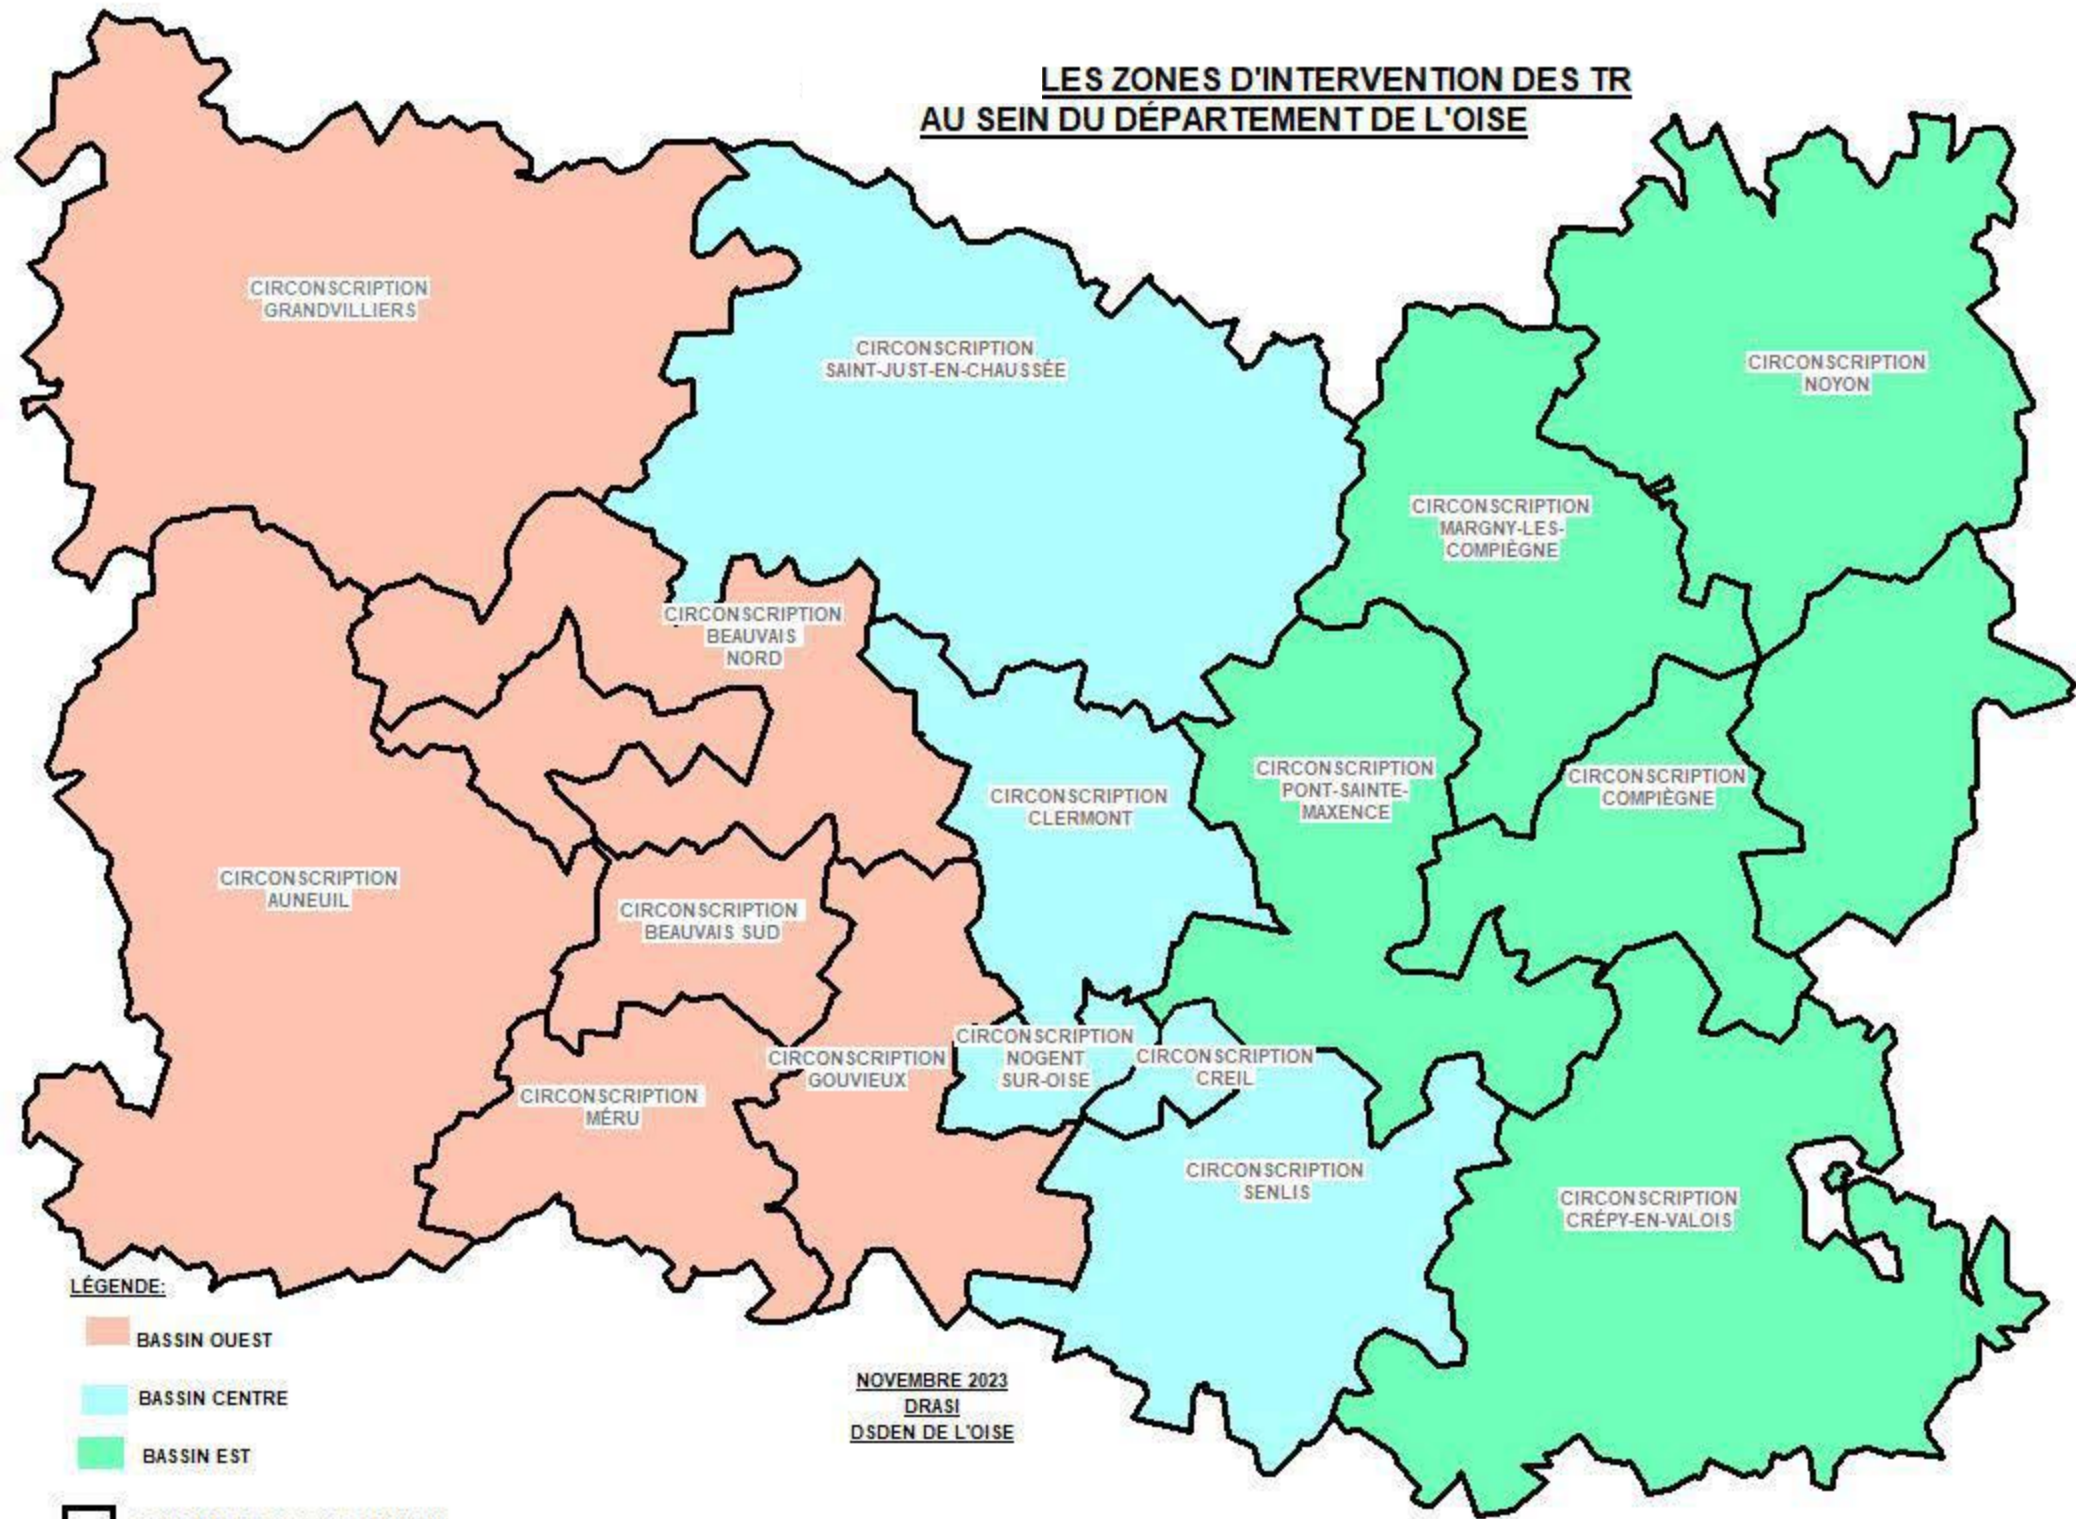 LES ZONES D'INTERVENTION DES TR
AU SEIN DU DÉPARTEMENT DE L'OISE
CIRCONSCRIPTION
GRANDVILLIERS
CIRCONSCRIPTION
SAINT-JUST-EN-CHAUSSÉE
CIRCONSCRIPTION
NOYON
CIRCONSCRIPTION
MARGNY-LES-
COMPIÈGNE
CIRCONSCRIPTION
BEAUVAIS
NORD
CIRCONSCRIPTION
PONT-SAINTE-
MAXENCE
CIRCONSCRIPTION
COMPIÈGNE
CIRCONSCRIPTION
CLERMONT
CIRCONSCRIPTION
AUNEUIL
CIRCONSCRIPTION
BEAUVAIS SUD
CIRCONSCRIPTION
NOGENT
SUR-OISE
CIRCONSCRIPTION
CREIL
CIRCONSCRIPTION
GOUVIEUX
CIRCONSCRIPTION
MÉRU
CIRCONSCRIPTION
SENLIS
CIRCONSCRIPTION
CRÉPY-EN-VALOIS
LÉGENDE:
BASSIN OUEST
BASSIN CENTRE
BASSIN EST
NOVEMBRE 2023
DRASI
DSDEN DE L'OISE